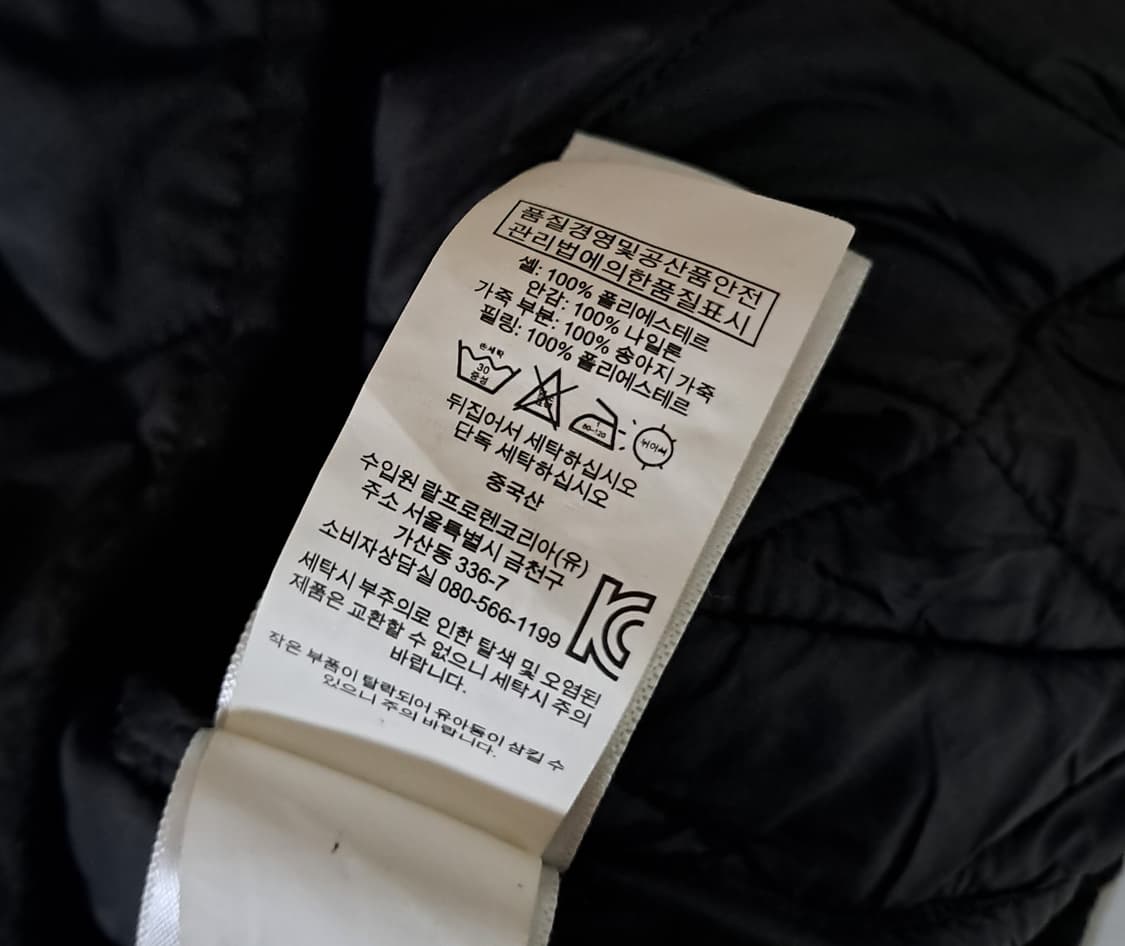 품질경영및공산품안전
관리법에의한품질표시
쉘: 100% 폴리에스테르
안감: 100% 나일론
가죽 부분: 100% 송아지 가죽
필링: 100% 폴리에스테르
손세탁
30
중성
80~120
뉘어서
뒤집어서 세탁하십시오
단독 세탁하십시오
중국산
수입원 랄프로렌코리아(유)
주소 서울특별시 금천구
가산동 336-7
소비자상담실 080-566-1199
세탁시 부주의로 인한 탈색 및 오염된
제품은 교환할 수 없으니 세탁시 주의
바랍니다.
작은 부품이 탈락되어 유아들이 삼킬 수
있으니 주의 바랍니다.